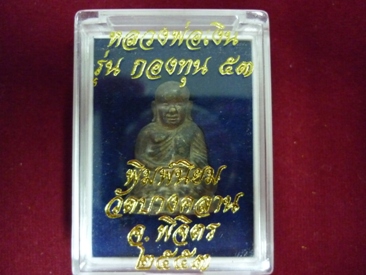 หลวงพ่อเงิน
รุ่น กองทุน ๕๗
พิมพ์นิยม
วัดบางคลาน
จ. พิจิตร
๒๕๕๗